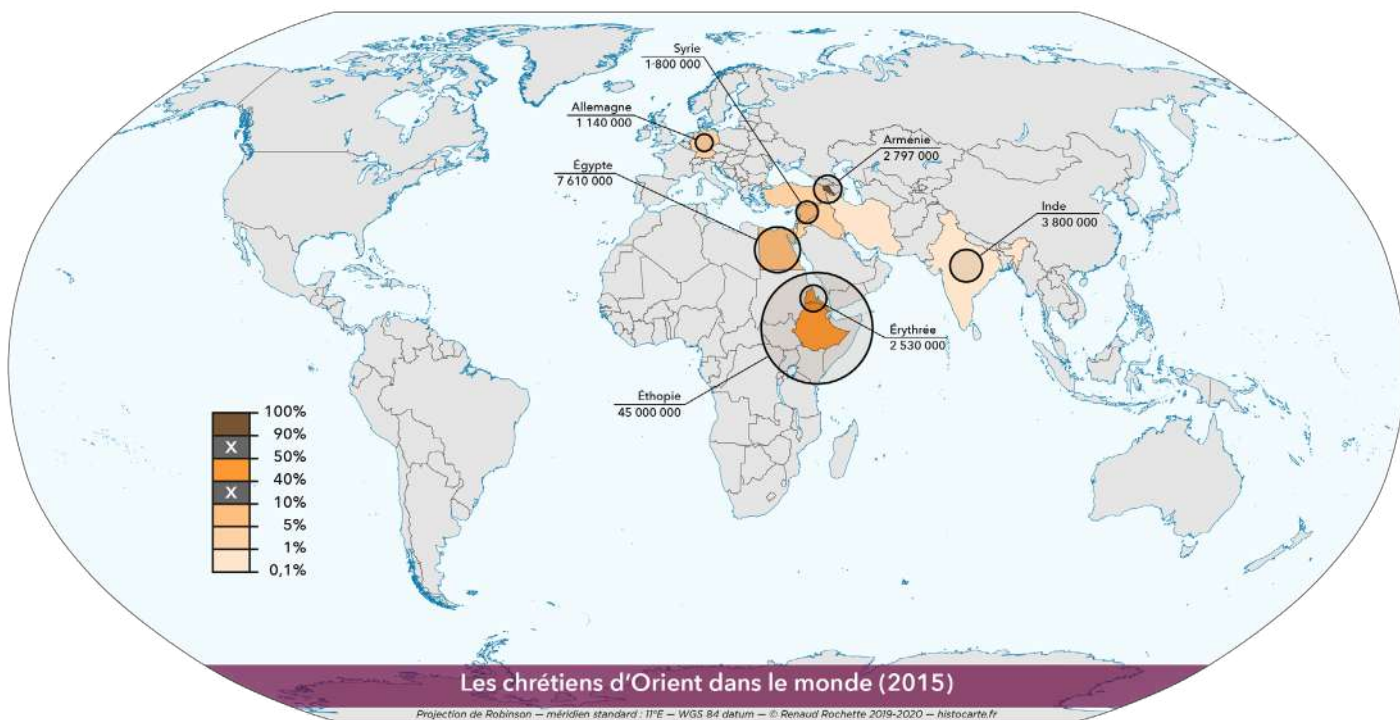 Syrie
1 800 000
Allemagne
1 140 000
Arménie
2 797 000
Égypte
7 610 000
Inde
3 800 000
Érythrée
2 530 000
Éthopie
45 000 000
100%
90%
X
50%
40%
X
10%
5%
1%
0,1%
Les chrétiens d'Orient dans le monde (2015)
Projection de Robinson — méridien standard : 11°E — WGS 84 datum — © Renaud Rochette 2019-2020 — histocarte.fr